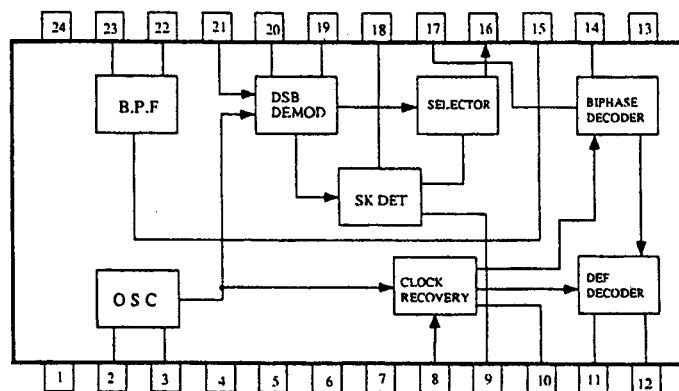 24 23 22 21 20 19 18 17 16 15 14 13
B.P.F
DSB
DEMOD
SELECTOR
BIPHASE
DECODER
SK DET
OSC
CLOCK
RECOVERY
DEF
DECODER
1 2 3 4 5 6 7 8 9 10 11 12